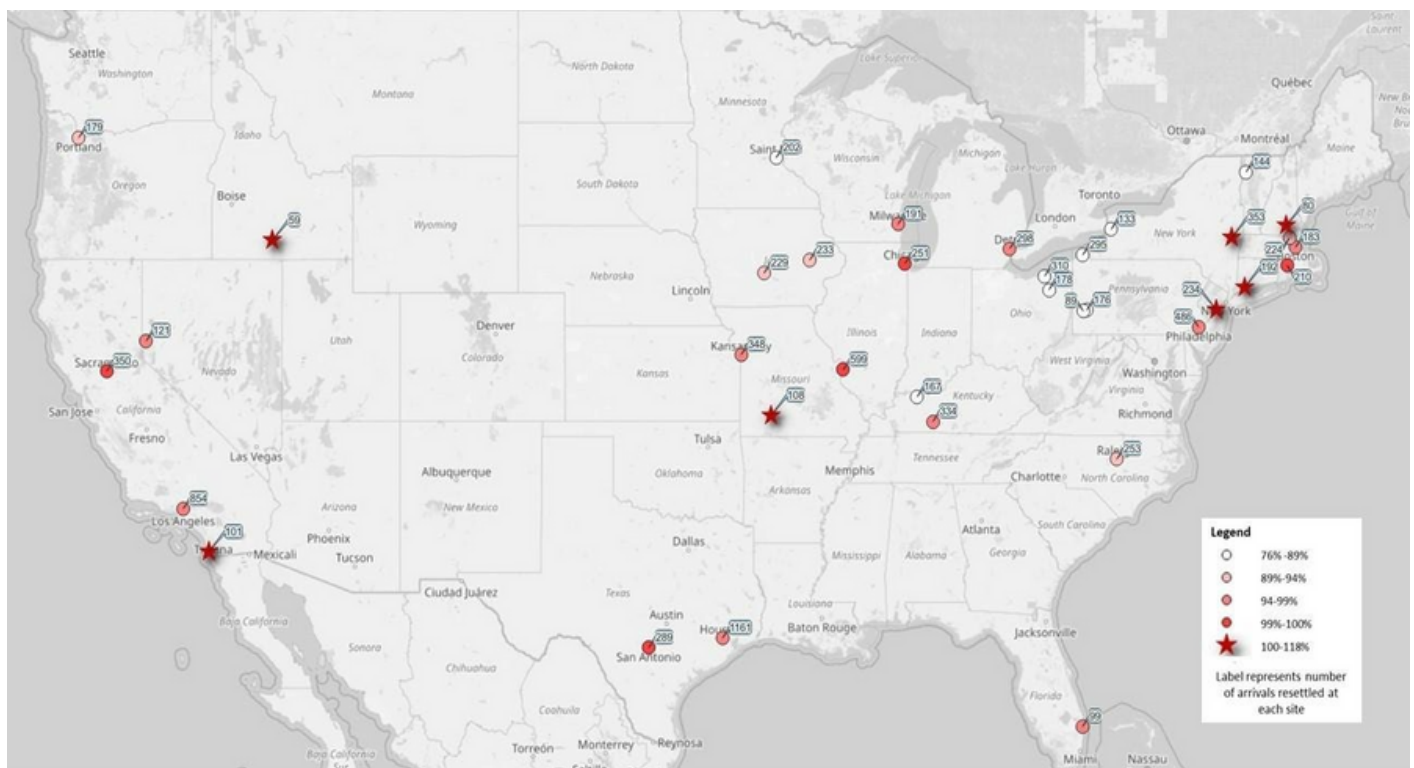 Seattle
Washington
Montana
North Dakota
Minnesota
Lake Superior
Québec
Saint
Laurent
179
Portland
Idaho
Oregon
Boise
59
Wyoming
South Dakota
202
Wisconsin
Michigan
Lake Huron
Lake Michigan
Ottawa
Montréal
Maine
144
Toronto
London
133
New York
353
80
Gulf of
Maine
191
298
295
224
183
251
233
229
Nebraska
Lincoln
310
178
89
176
Pennsylvania
192
210
234
486
Philadelphia
121
350
Nevada
Utah
Denver
Colorado
Kansas
348
Missouri
Illinois
Indiana
Ohio
West Virginia
Washington
Virginia
Richmond
San Jose
California
Fresno
Las Vegas
108
599
167
Kentucky
334
Tulsa
Oklahoma
Albuquerque
New Mexico
Arizona
Phoenix
Tucson
Memphis
Tennessee
253
Charlotte
North Carolina
Arkansas
854
Los Angeles
101
Mexicali
Dallas
Mississippi
Alabama
Atlanta
Georgia
South Carolina
Ciudad Juárez
Texas
Austin
Louisiana
Baton Rouge
Jacksonville
Baja California
Sonora
Chihuahua
289
San Antonio
1161
Florida
Coahuila
99
Miami
Nassau
Torreón
Monterrey
Reynosa
Baja California
Sur
Legend
76% -89%
89%-94%
94-99%
99%-100%
100-118%
Label represents number
of arrivals resettled at
each site